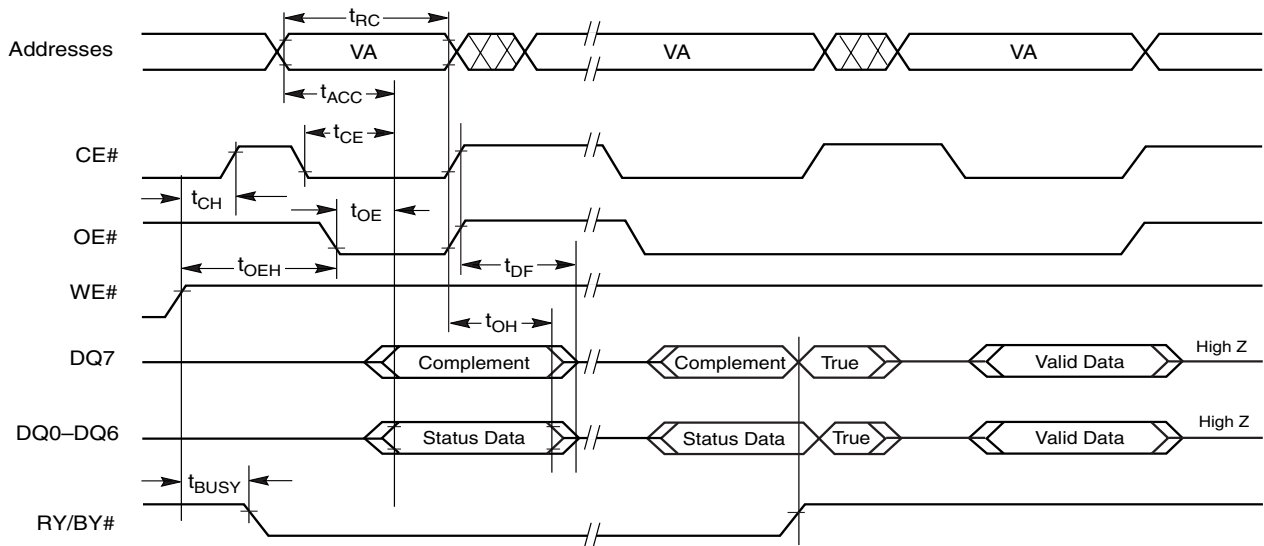 tRC
Addresses VA VA VA
tACC
tCE
CE#
tCH tOE
OE#
tOEH tDF
WE#
tOH
DQ7 Complement Complement True Valid Data High Z
DQ0–DQ6 Status Data Status Data True Valid Data High Z
tBUSY
RY/BY#